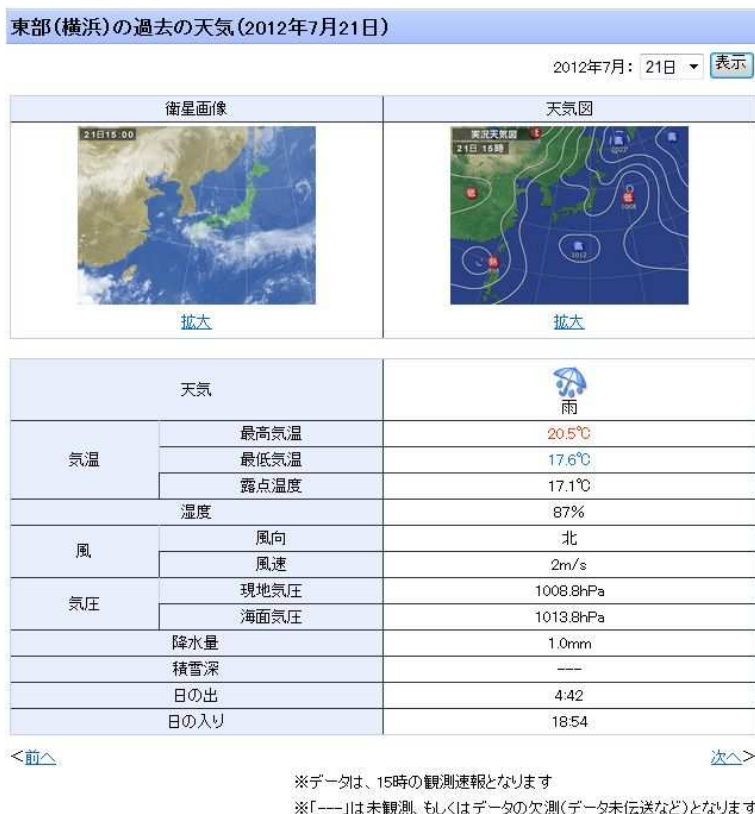 東部(横浜)の過去の天気(2012年7月21日)
2012年7月: 21日 表示
衛星画像 天気図
21日15:00
実況天気図
21日 15時
低
高
高
低
1008
高
1012
熱
拡大 拡大
天気 雨
気温 最高気温 20.5℃
最低気温 17.6℃
露点温度 17.1℃
湿度 87%
風 風向 北
風速 2m/s
気圧 現地気圧 1008.8hPa
海面気圧 1013.8hPa
降水量 1.0mm
積雪深 ---
日の出 4:42
日の入り 18:54
<前へ 次へ>
※データは、15時の観測速報となります
※「---」は未観測、もしくはデータの欠測(データ未伝送など)となります